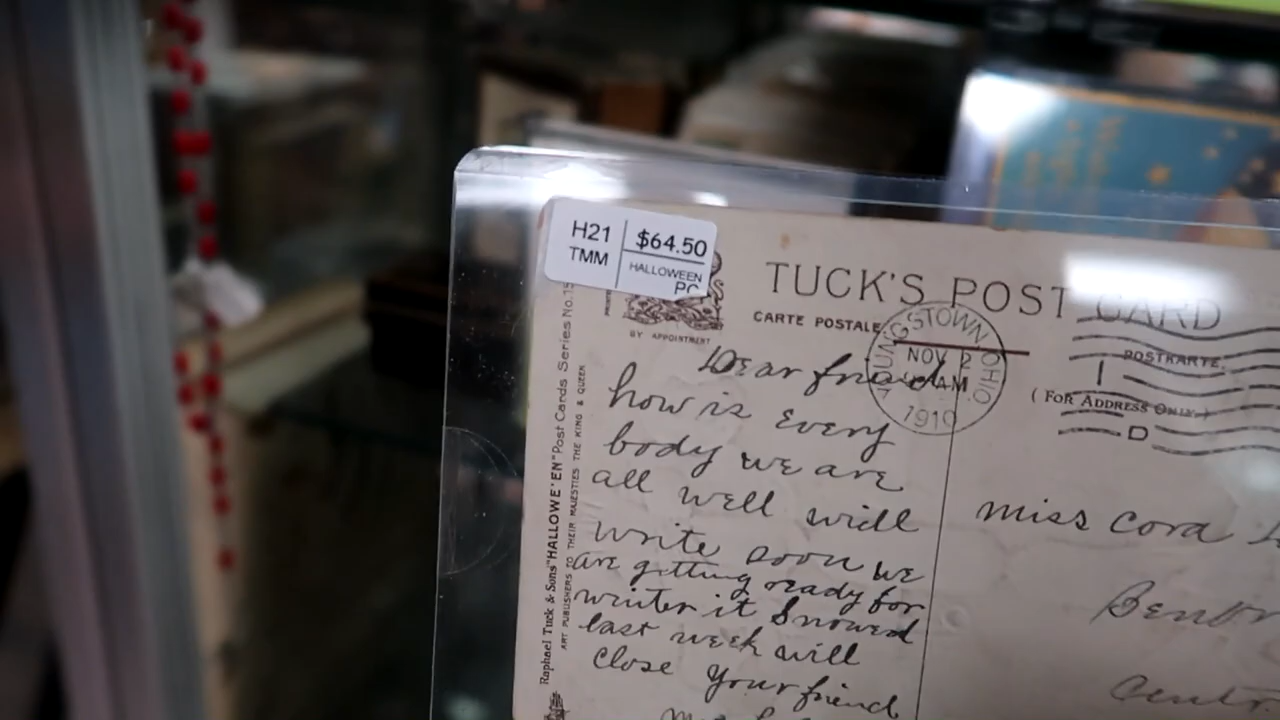 H21
TMM
$64.50
HALLOWEEN
PC
TUCK'S POST CARD
CARTE POSTALE
POSTKARTE
(FOR ADDRESS ONLY.)
BY APPOINTMENT
YOUNGSTOWN OHIO
NOV 2
AM
1910
I
D
Raphael Tuck & Sons' "HALLOWE'EN" Post Cards Series No. 15
ART PUBLISHERS TO THEIR MAJESTIES THE KING & QUEEN
Dear friend
how is every
body we are
all well will
write soon we
are getting ready for
winter it Snowed
last week will
close your friend
miss Cora